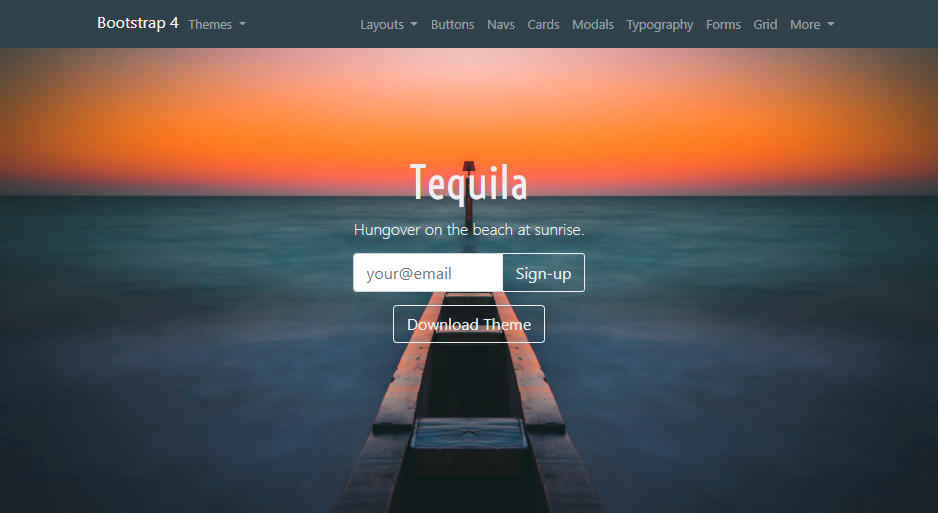 Bootstrap 4 Themes Layouts Buttons Navs Cards Modals Typography Forms Grid More
Tequila
Hungover on the beach at sunrise.
your@email Sign-up
Download Theme